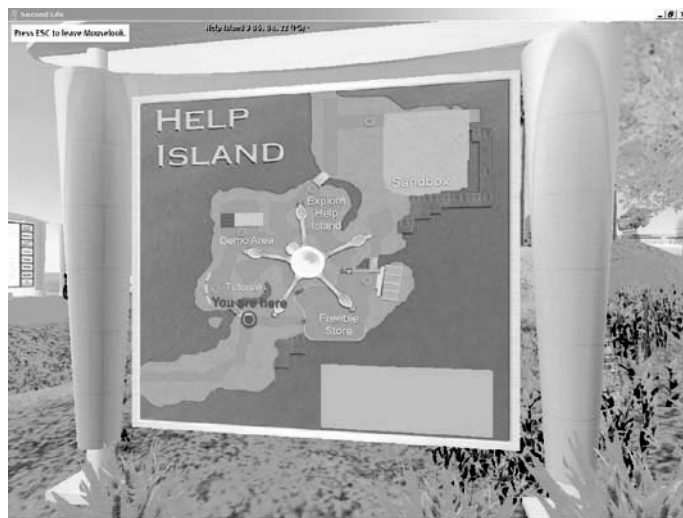 Second Life
Press ESC to leave Mouselook.
HELP
ISLAND
Sandbox
Explore
Help
Island
Demo Area
You are here
Freebie
Store